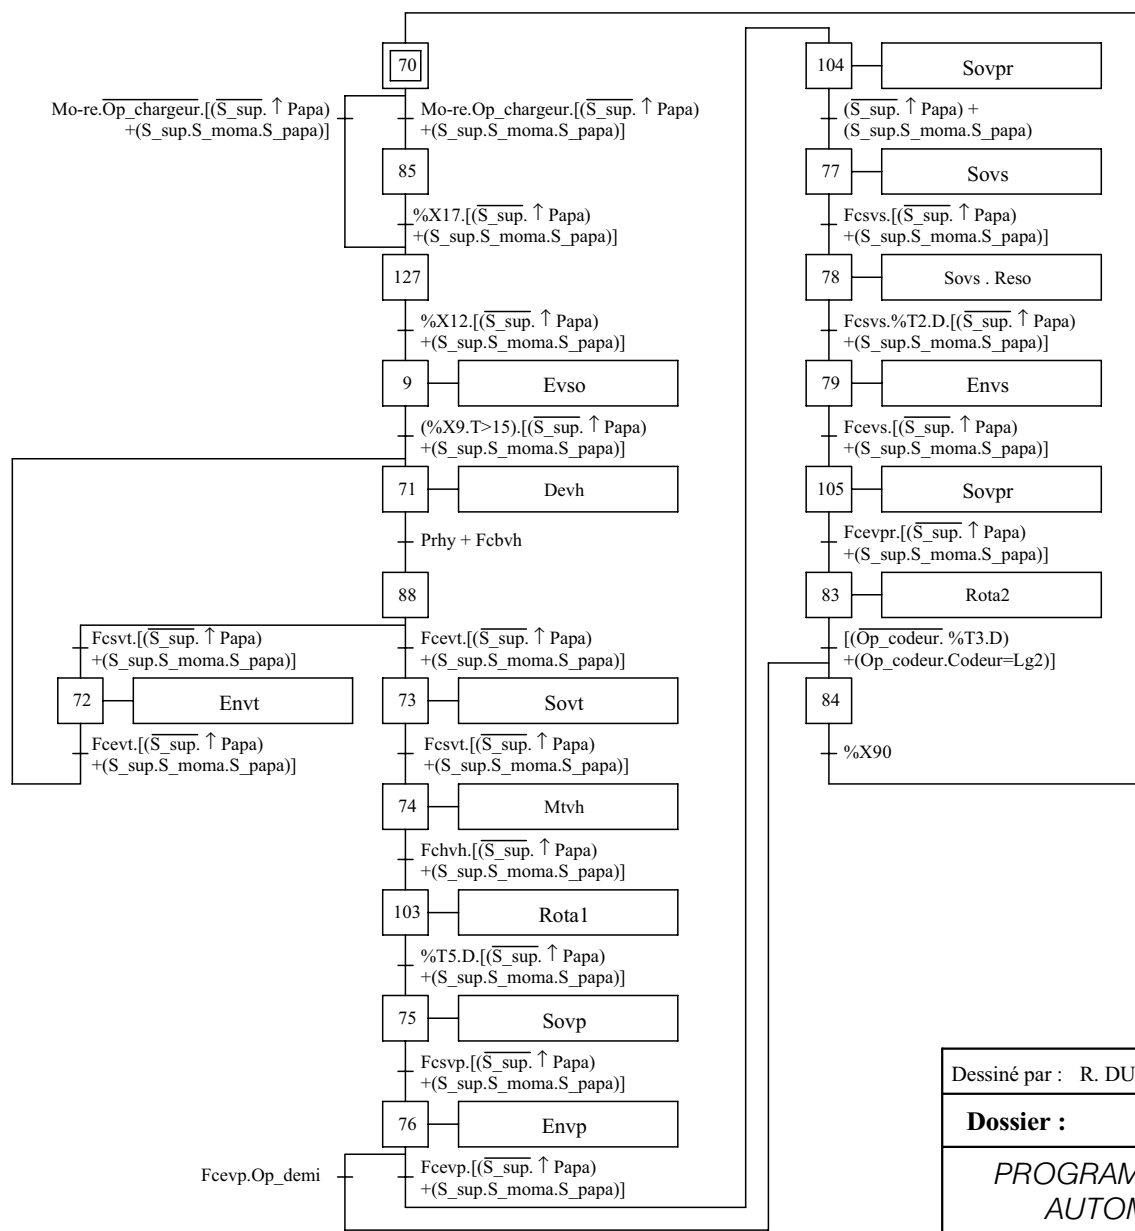 70
Mo-re.Op_chargeur.[(S_sup. ↑ Papa)
+(S_sup.S_moma.S_papa)]
Mo-re.Op_chargeur.[(S_sup. ↑ Papa)
+(S_sup.S_moma.S_papa)]
85
%X17.[(S_sup. ↑ Papa)
+(S_sup.S_moma.S_papa)]
127
%X12.[(S_sup. ↑ Papa)
+(S_sup.S_moma.S_papa)]
9
Evso
(%X9.T>15).[(S_sup. ↑ Papa)
+(S_sup.S_moma.S_papa)]
71
Devh
Prhy + Fcbvh
88
Fcsvt.[(S_sup. ↑ Papa)
+(S_sup.S_moma.S_papa)]
72
Envt
Fcevt.[(S_sup. ↑ Papa)
+(S_sup.S_moma.S_papa)]
Fcevt.[(S_sup. ↑ Papa)
+(S_sup.S_moma.S_papa)]
73
Sovt
Fcsvt.[(S_sup. ↑ Papa)
+(S_sup.S_moma.S_papa)]
74
Mtvh
Fchvh.[(S_sup. ↑ Papa)
+(S_sup.S_moma.S_papa)]
103
Rota1
%T5.D.[(S_sup. ↑ Papa)
+(S_sup.S_moma.S_papa)]
75
Sovp
Fcsvp.[(S_sup. ↑ Papa)
+(S_sup.S_moma.S_papa)]
76
Envp
Fcevp.Op_demi
Fcevp.[(S_sup. ↑ Papa)
+(S_sup.S_moma.S_papa)]
104
Sovpr
(S_sup. ↑ Papa) +
(S_sup.S_moma.S_papa)
77
Sovs
Fcsvs.[(S_sup. ↑ Papa)
+(S_sup.S_moma.S_papa)]
78
Sovs . Reso
Fcsvs.%T2.D.[(S_sup. ↑ Papa)
+(S_sup.S_moma.S_papa)]
79
Envs
Fcevs.[(S_sup. ↑ Papa)
+(S_sup.S_moma.S_papa)]
105
Sovpr
Fcevpr.[(S_sup. ↑ Papa)
+(S_sup.S_moma.S_papa)]
83
Rota2
[(Op_codeur. %T3.D)
+(Op_codeur.Codeur=Lg2)]
84
%X90
Dessiné par : R. DU
Dossier :
PROGRAM
AUTOM